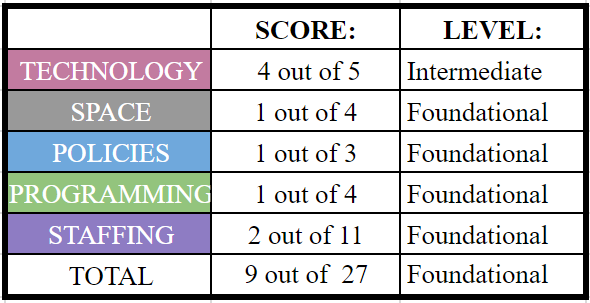 SCORE: LEVEL:
TECHNOLOGY 4 out of 5 Intermediate
SPACE 1 out of 4 Foundational
POLICIES 1 out of 3 Foundational
PROGRAMMING 1 out of 4 Foundational
STAFFING 2 out of 11 Foundational
TOTAL 9 out of 27 Foundational